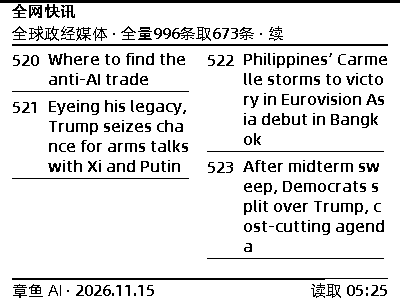 全网快讯
全球政经媒体 · 全量996条取673条 · 续
520 Where to find the
anti-AI trade
521 Eyeing his legacy,
Trump seizes cha
nce for arms talks
with Xi and Putin
522 Philippines’ Carme
lle storms to victo
ry in Eurovision As
ia debut in Bangk
ok
523 After midterm sw
eep, Democrats s
plit over Trump, c
ost-cutting agend
a
章鱼 AI · 2026.11.15
读取 05:25